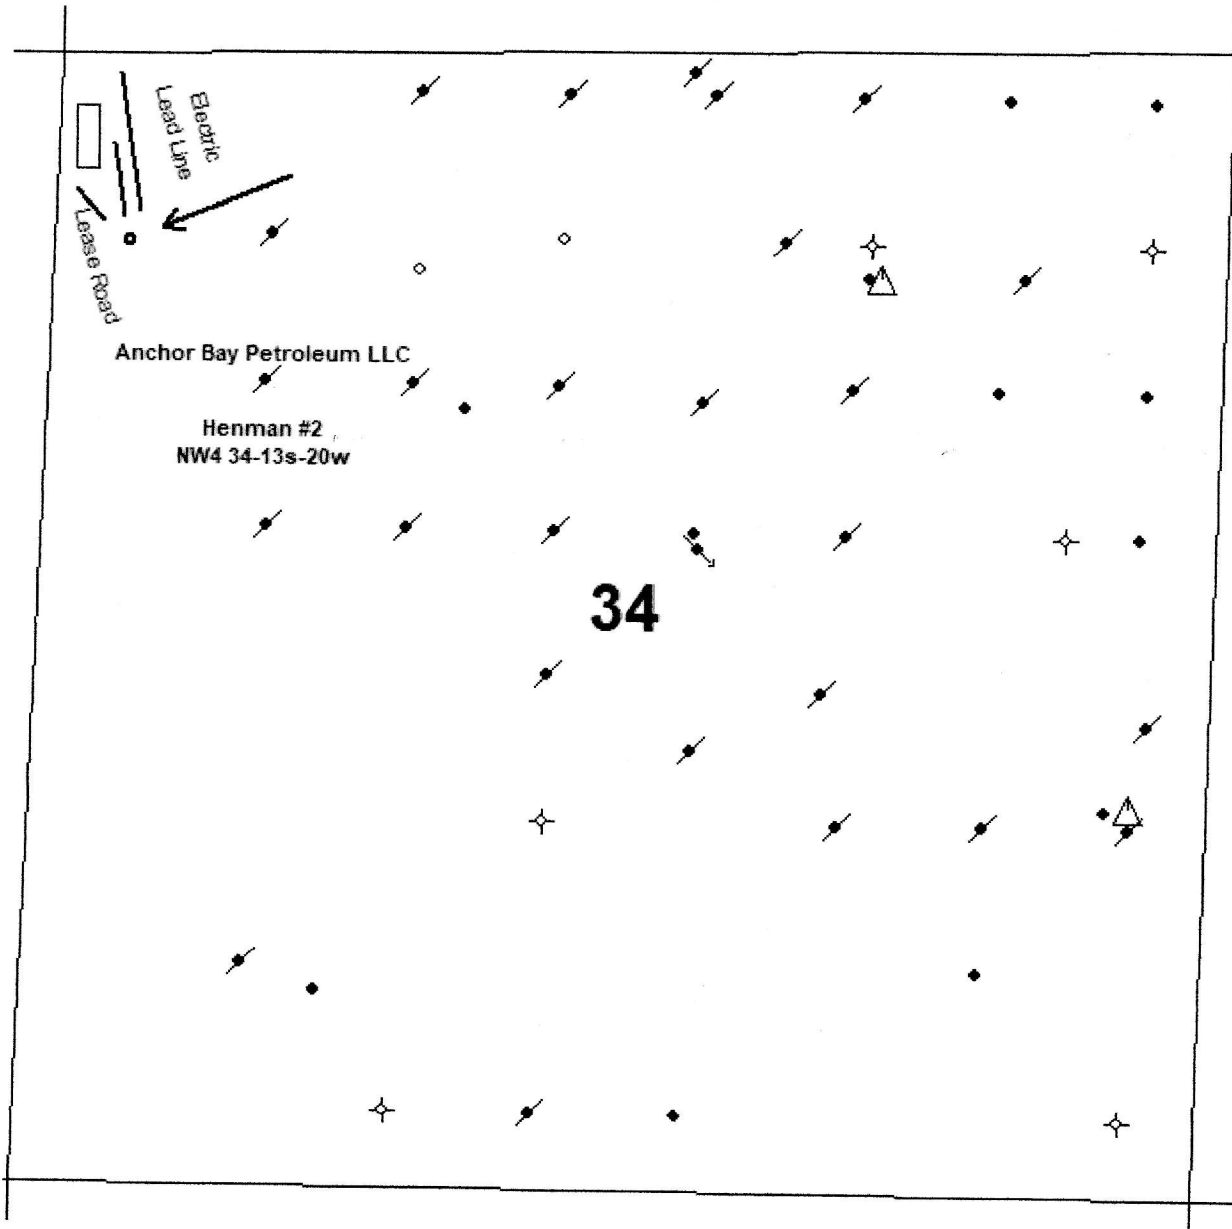 Electric
Lead Line
Lease Road
Anchor Bay Petroleum LLC
Henman #2
NW4 34-13s-20w
34